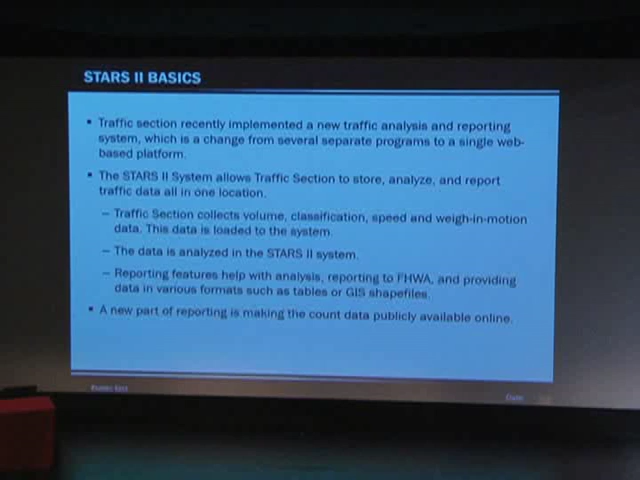 STARS II BASICS
▪ Traffic section recently implemented a new traffic analysis and reporting
system, which is a change from several separate programs to a single web-
based platform.
▪ The STARS II System allows Traffic Section to store, analyze, and report
traffic data all in one location.
– Traffic Section collects volume, classification, speed and weigh-in-motion
data. This data is loaded to the system.
– The data is analyzed in the STARS II system.
– Reporting features help with analysis, reporting to FHWA, and providing
data in various formats such as tables or GIS shapefiles.
▪ A new part of reporting is making the count data publicly available online.